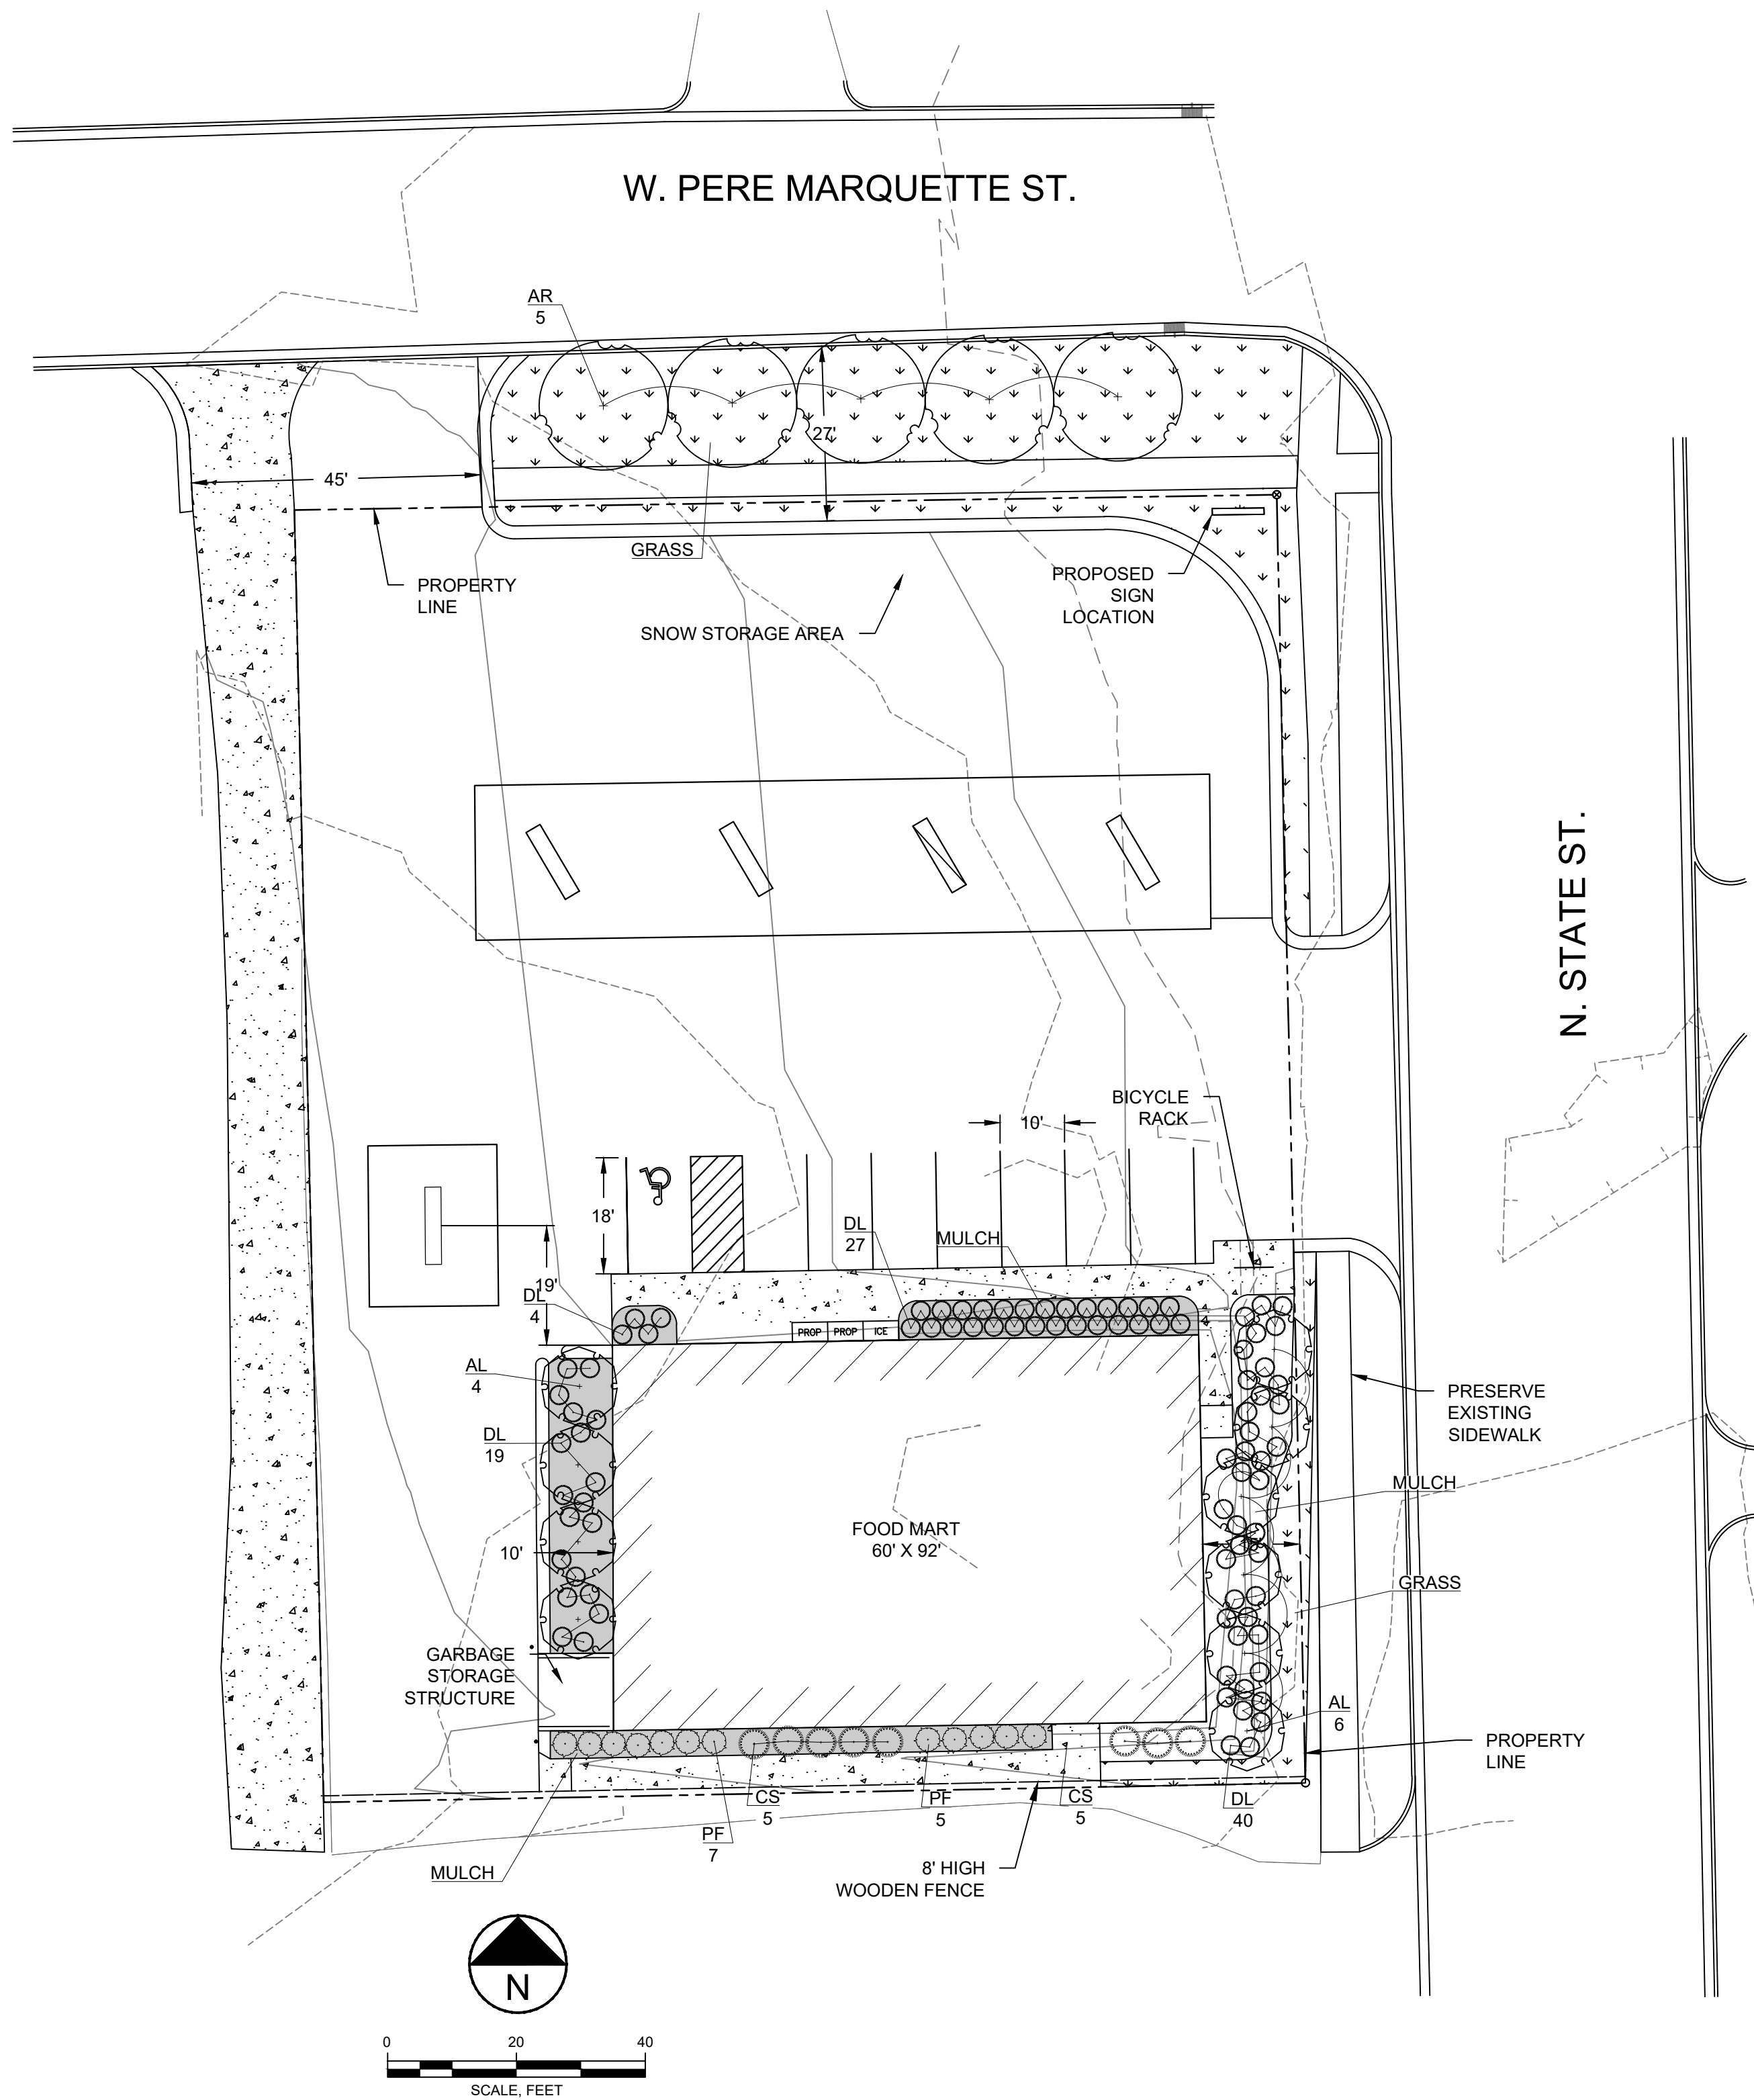 W. PERE MARQUETTE ST.
AR
5
27'
45'
GRASS
PROPERTY
LINE
PROPOSED
SIGN
LOCATION
SNOW STORAGE AREA
N. STATE ST.
BICYCLE
RACK
10'
18'
DL
27
MULCH
19'
DL
4
PROP
PROP
ICE
AL
4
PRESERVE
EXISTING
SIDEWALK
DL
19
MULCH
FOOD MART
60' X 92'
10'
GRASS
GARBAGE
STORAGE
STRUCTURE
AL
6
PROPERTY
LINE
CS
5
PF
5
CS
5
DL
40
PF
7
MULCH
8' HIGH
WOODEN FENCE
N
0 20 40
SCALE, FEET